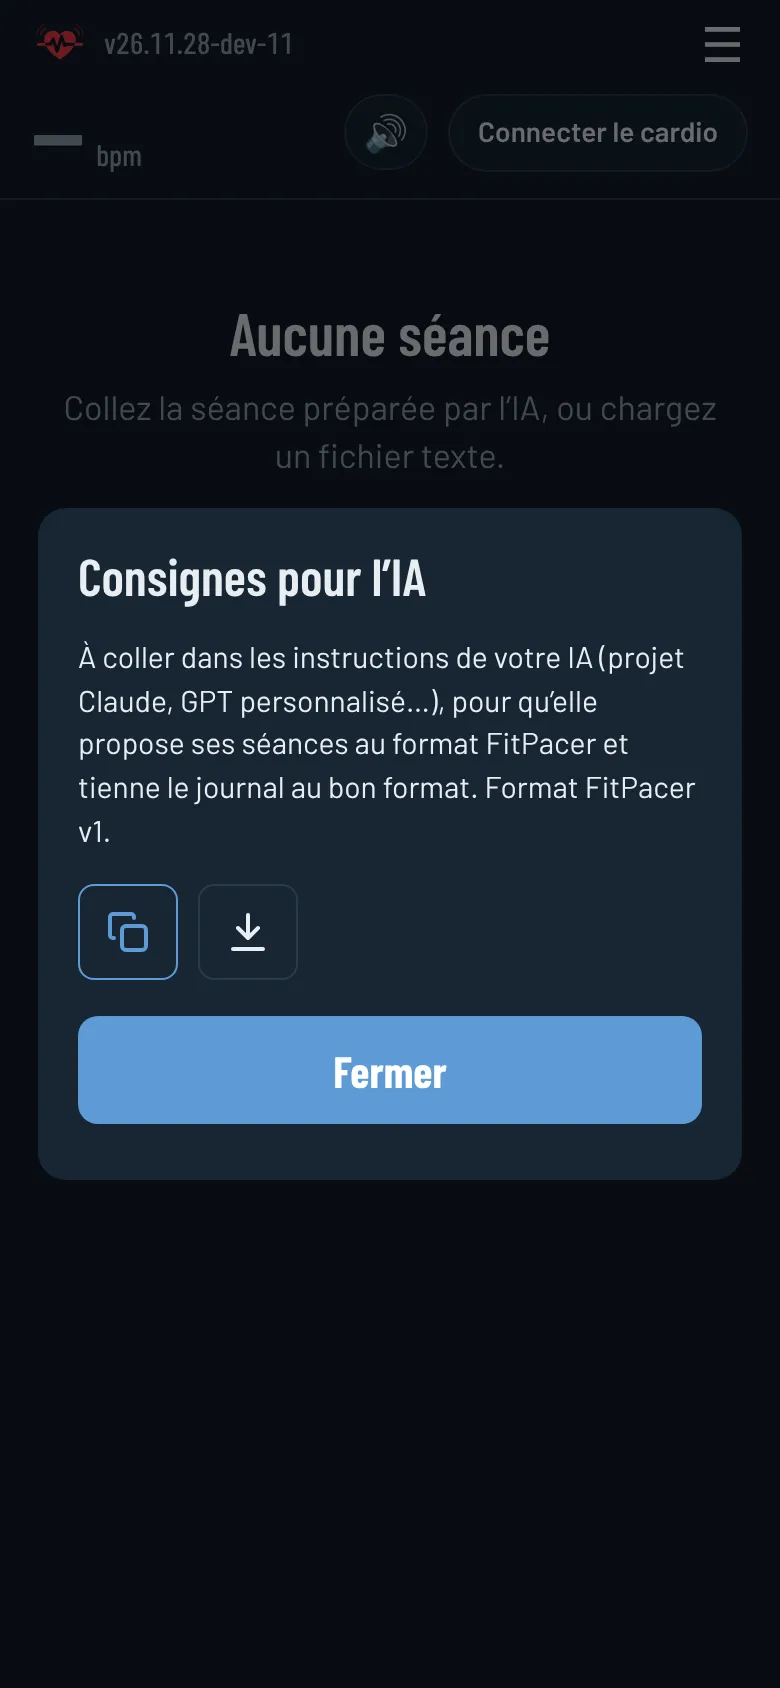 v26.11.28-dev-11
bpm
Connecter le cardio
Aucune séance
Collez la séance préparée par l’IA, ou chargez
un fichier texte.
Consignes pour l’IA
À coller dans les instructions de votre IA (projet
Claude, GPT personnalisé…), pour qu’elle
propose ses séances au format FitPacer et
tienne le journal au bon format. Format FitPacer
v1.
Fermer